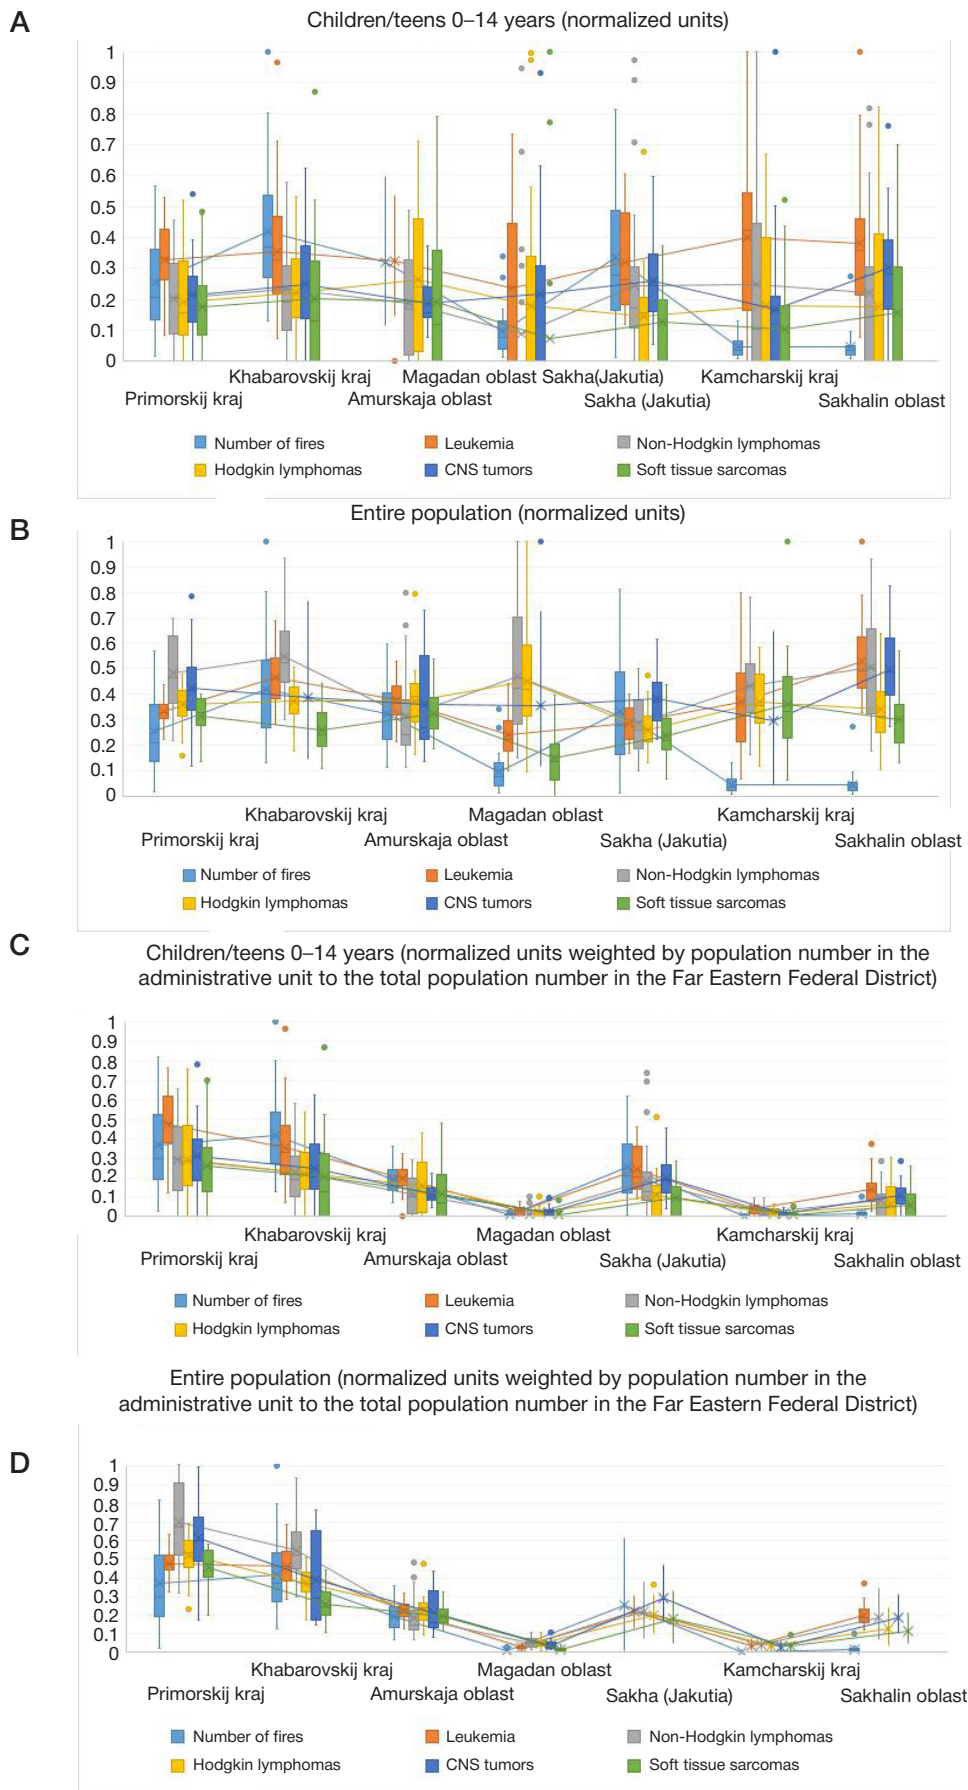 A
Children/teens 0–14 years (normalized units)
1
0.9
0.8
0.7
0.6
0.5
0.4
0.3
0.2
0.1
0
Khabarovskij kraj Magadan oblast Sakha(Jakutia) Kamcharskij kraj
Primorskij kraj Amurskaja oblast Sakha (Jakutia) Sakhalin oblast
Number of fires Leukemia Non-Hodgkin lymphomas
Hodgkin lymphomas CNS tumors Soft tissue sarcomas
B
Entire population (normalized units)
1
0.9
0.8
0.7
0.6
0.5
0.4
0.3
0.2
0.1
0
Khabarovskij kraj Magadan oblast Kamcharskij kraj
Primorskij kraj Amurskaja oblast Sakha (Jakutia) Sakhalin oblast
Number of fires Leukemia Non-Hodgkin lymphomas
Hodgkin lymphomas CNS tumors Soft tissue sarcomas
C
Children/teens 0–14 years (normalized units weighted by population number in the
administrative unit to the total population number in the Far Eastern Federal District)
1
0.9
0.8
0.7
0.6
0.5
0.4
0.3
0.2
0.1
0
Khabarovskij kraj Magadan oblast Kamcharskij kraj
Primorskij kraj Amurskaja oblast Sakha (Jakutia) Sakhalin oblast
Number of fires Leukemia Non-Hodgkin lymphomas
Hodgkin lymphomas CNS tumors Soft tissue sarcomas
Entire population (normalized units weighted by population number in the
administrative unit to the total population number in the Far Eastern Federal District)
D
1
0.9
0.8
0.7
0.6
0.5
0.4
0.3
0.2
0.1
0
Khabarovskij kraj Magadan oblast Kamcharskij kraj
Primorskij kraj Amurskaja oblast Sakha (Jakutia) Sakhalin oblast
Number of fires Leukemia Non-Hodgkin lymphomas
Hodgkin lymphomas CNS tumors Soft tissue sarcomas